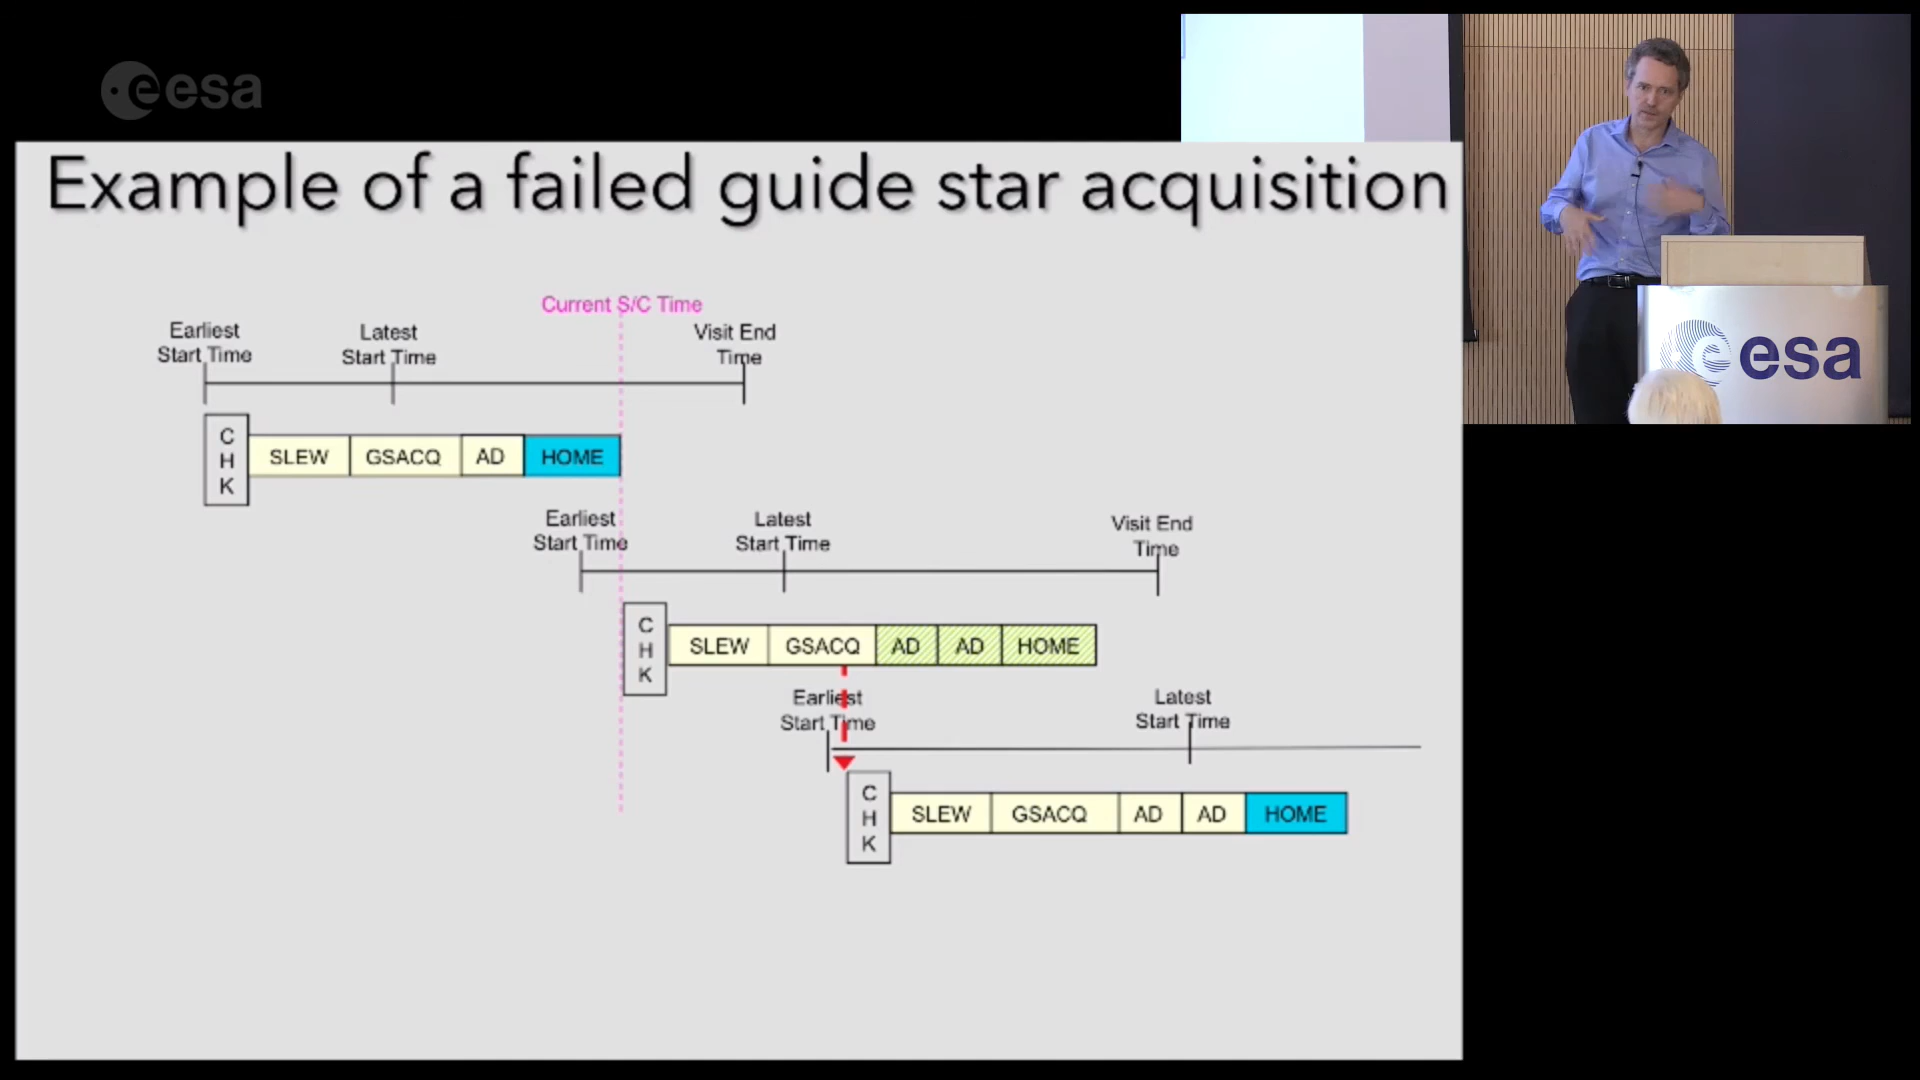 esa
Example of a failed guide star acquisition
Current S/C Time
Earliest
Start Time
Latest
Start Time
Visit End
Time
C
H
K
SLEW
GSACQ
AD
HOME
Earliest
Start Time
Latest
Start Time
Visit End
Time
C
H
K
SLEW
GSACQ
AD
AD
HOME
Earliest
Start Time
Latest
Start Time
C
H
K
SLEW
GSACQ
AD
AD
HOME
esa